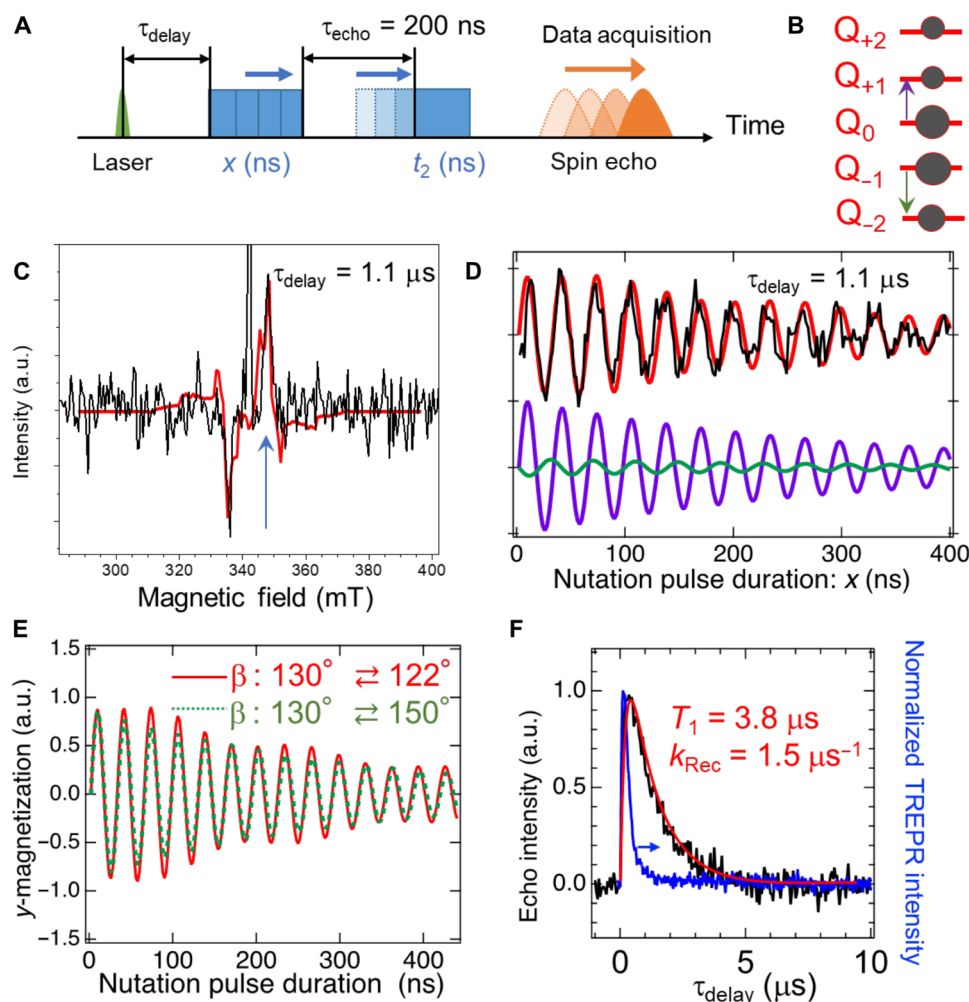 A
τdelay
τecho = 200 ns
Data acquisition
Time
Laser
x (ns)
t2 (ns)
Spin echo
B
Q+2
Q+1
Q0
Q−1
Q−2
C
τdelay = 1.1 μs
Intensity (a.u.)
300 320 340 360 380 400
Magnetic field (mT)
D
τdelay = 1.1 μs
0 100 200 300 400
Nutation pulse duration: x (ns)
E
β : 130° ⇄ 122°
β : 130° ⇄ 150°
y-magnetization (a.u.)
1.5
1.0
0.5
0.0
−0.5
−1.0
−1.5
0 100 200 300 400
Nutation pulse duration (ns)
F
T1 = 3.8 μs
kRec = 1.5 μs−1
Echo intensity (a.u.)
1.0
0.5
0.0
0 5 10
τdelay (μs)
Normalized TREPR intensity